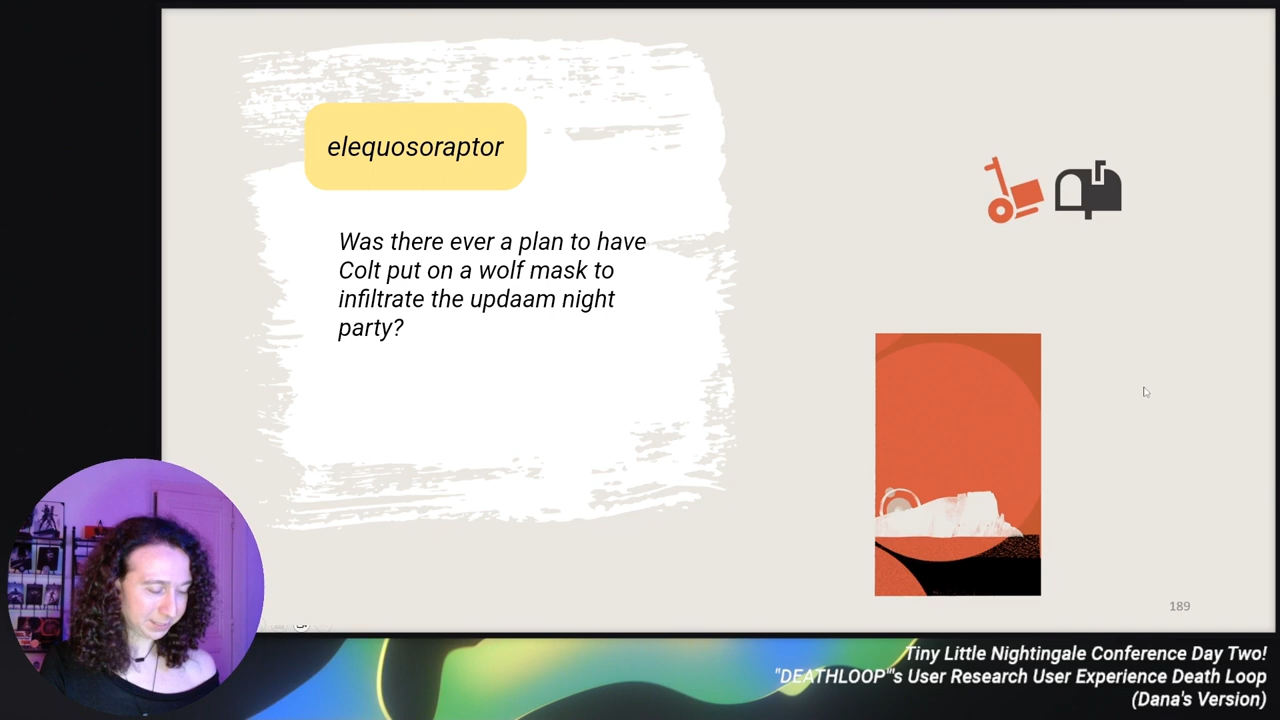 elequosoraptor
Was there ever a plan to have
Colt put on a wolf mask to
infiltrate the updaam night
party?
189
Tiny Little Nightingale Conference Day Two!
"DEATHLOOP"'s User Research User Experience Death Loop
(Dana's Version)